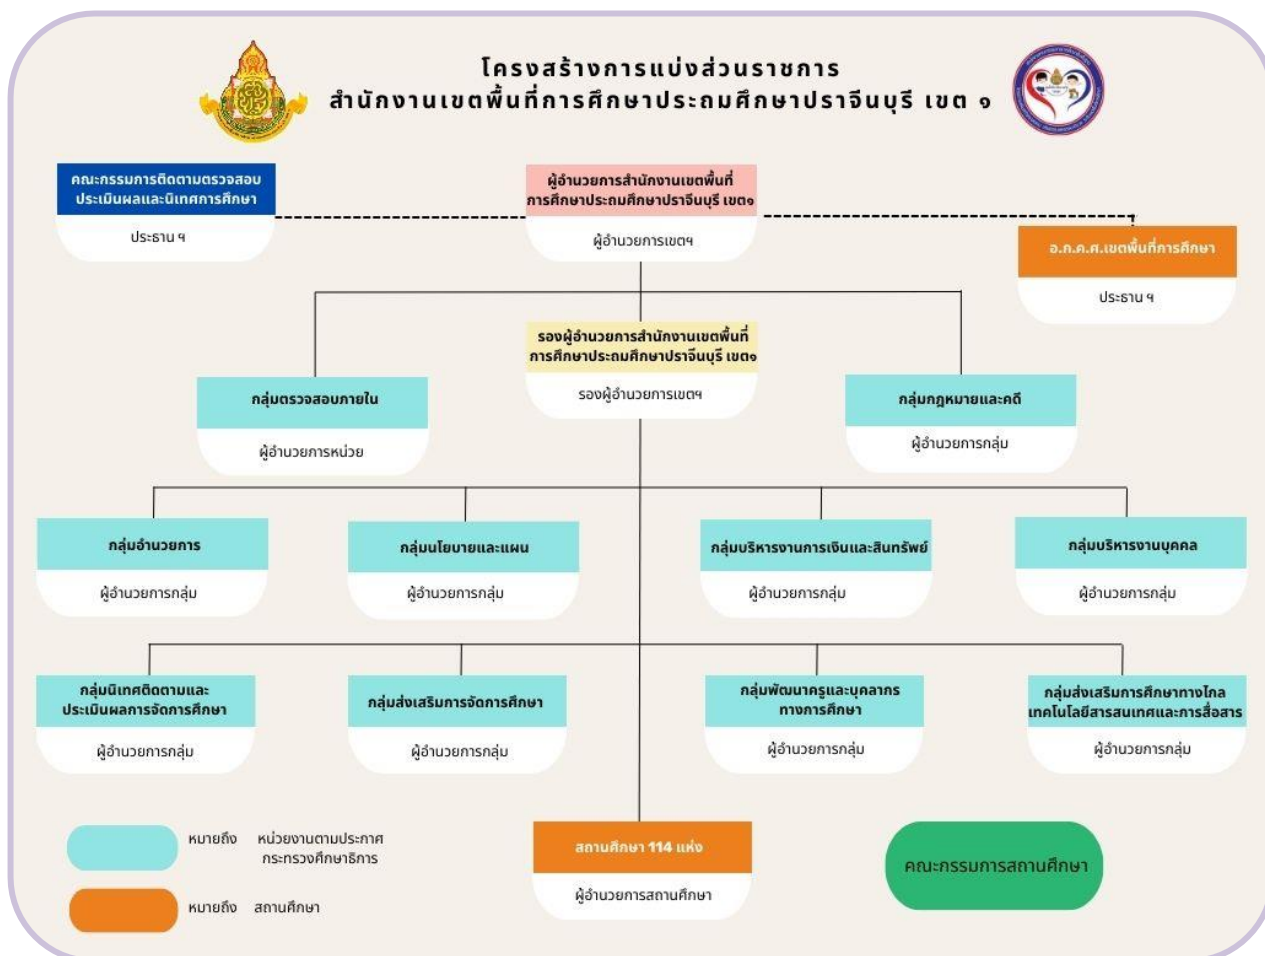 โครงสร้างการแบ่งส่วนราชการ
สำนักงานเขตพื้นที่การศึกษาประถมศึกษาปราจีนบุรี เขต ๑
คณะกรรมการติดตามตรวจสอบ
ประเมินผลและนิเทศการศึกษา
ประธาน ฯ
ผู้อำนวยการสำนักงานเขตพื้นที่
การศึกษาประถมศึกษาปราจีนบุรี เขต๑
ผู้อำนวยการเขตฯ
อ.ก.ค.ศ.เขตพื้นที่การศึกษา
ประธาน ฯ
รองผู้อำนวยการสำนักงานเขตพื้นที่
การศึกษาประถมศึกษาปราจีนบุรี เขต๑
รองผู้อำนวยการเขตฯ
กลุ่มตรวจสอบภายใน
ผู้อำนวยการหน่วย
กลุ่มกฎหมายและคดี
ผู้อำนวยการกลุ่ม
กลุ่มอำนวยการ
ผู้อำนวยการกลุ่ม
กลุ่มนโยบายและแผน
ผู้อำนวยการกลุ่ม
กลุ่มบริหารงานการเงินและสินทรัพย์
ผู้อำนวยการกลุ่ม
กลุ่มบริหารงานบุคคล
ผู้อำนวยการกลุ่ม
กลุ่มนิเทศติดตามและ
ประเมินผลการจัดการศึกษา
ผู้อำนวยการกลุ่ม
กลุ่มส่งเสริมการจัดการศึกษา
ผู้อำนวยการกลุ่ม
กลุ่มพัฒนาครูและบุคลากร
ทางการศึกษา
ผู้อำนวยการกลุ่ม
กลุ่มส่งเสริมการศึกษาทางไกล
เทคโนโลยีสารสนเทศและการสื่อสาร
ผู้อำนวยการกลุ่ม
หมายถึง หน่วยงานตามประกาศ
กระทรวงศึกษาธิการ
หมายถึง สถานศึกษา
สถานศึกษา 114 แห่ง
ผู้อำนวยการสถานศึกษา
คณะกรรมการสถานศึกษา